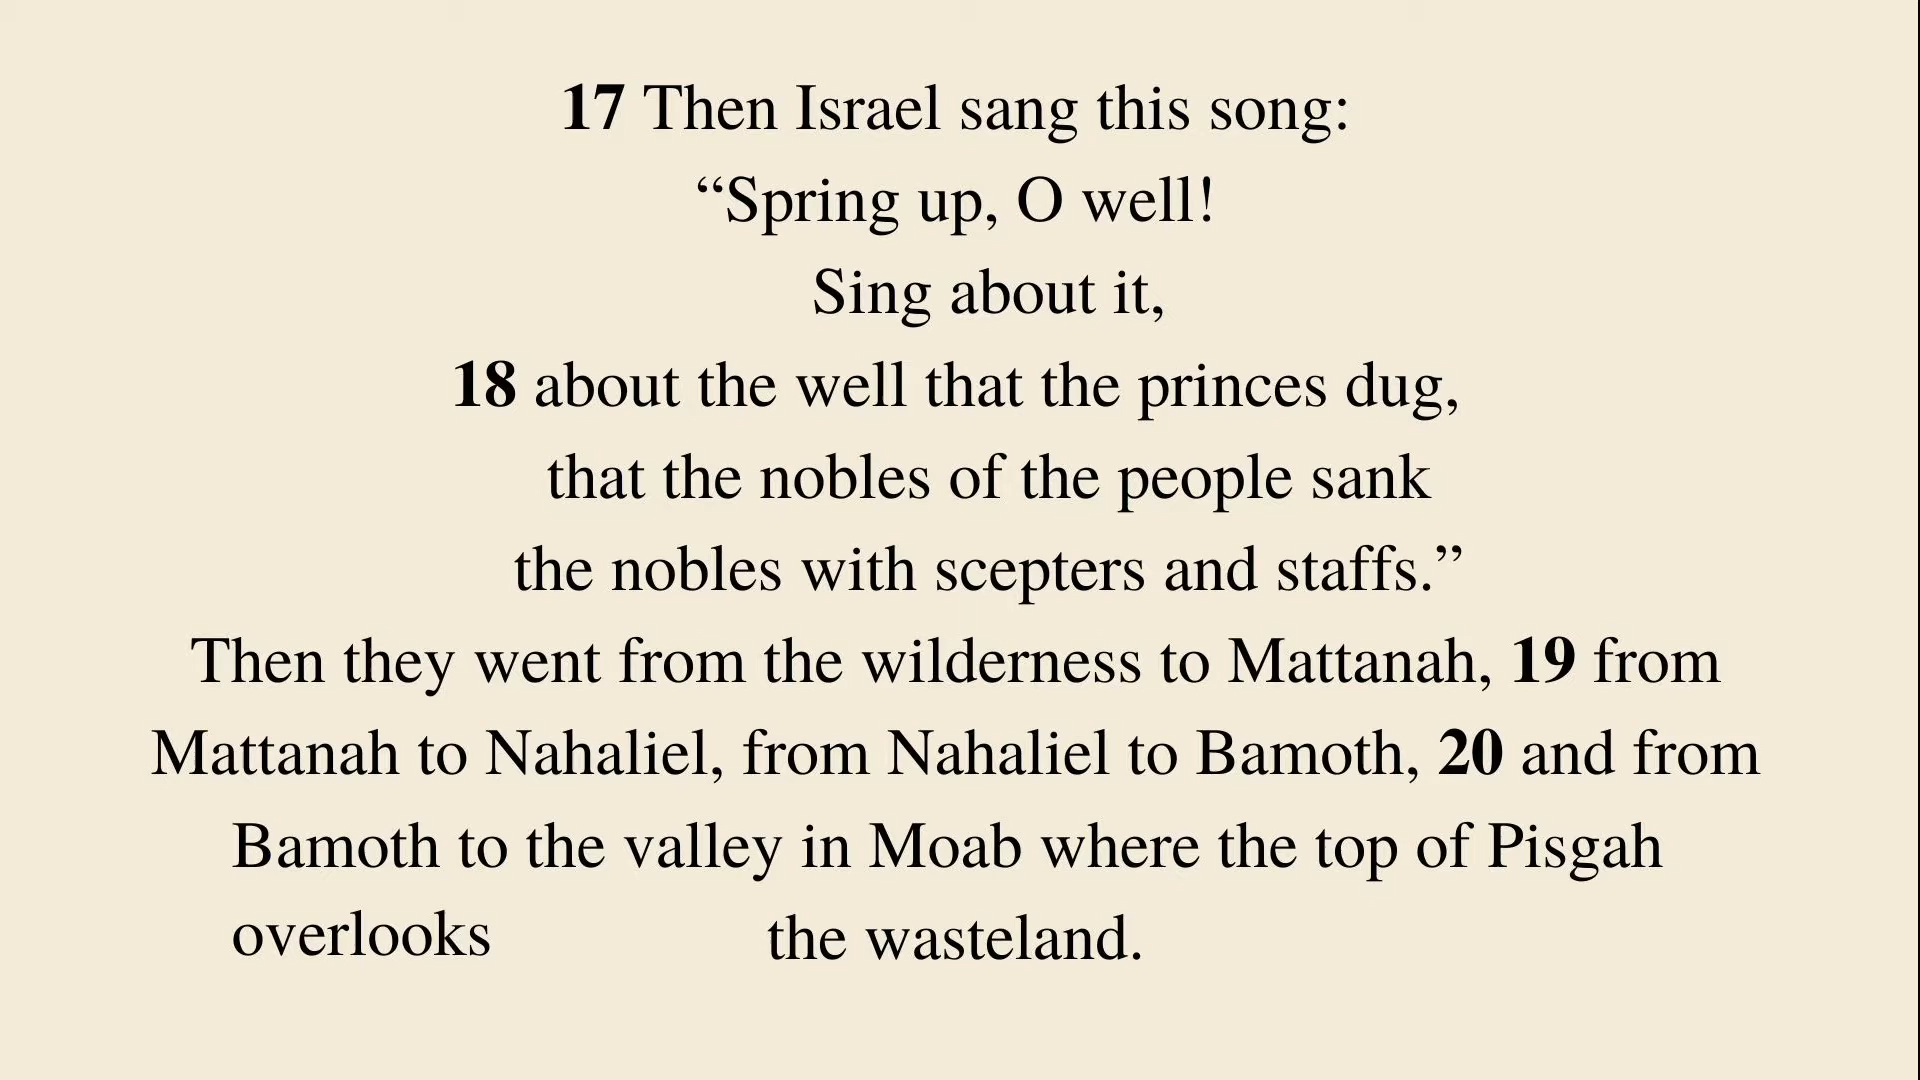 17 Then Israel sang this song:
“Spring up, O well!
Sing about it,
18 about the well that the princes dug,
that the nobles of the people sank
the nobles with scepters and staffs.”
Then they went from the wilderness to Mattanah, 19 from
Mattanah to Nahaliel, from Nahaliel to Bamoth, 20 and from
Bamoth to the valley in Moab where the top of Pisgah
overlooks the wasteland.